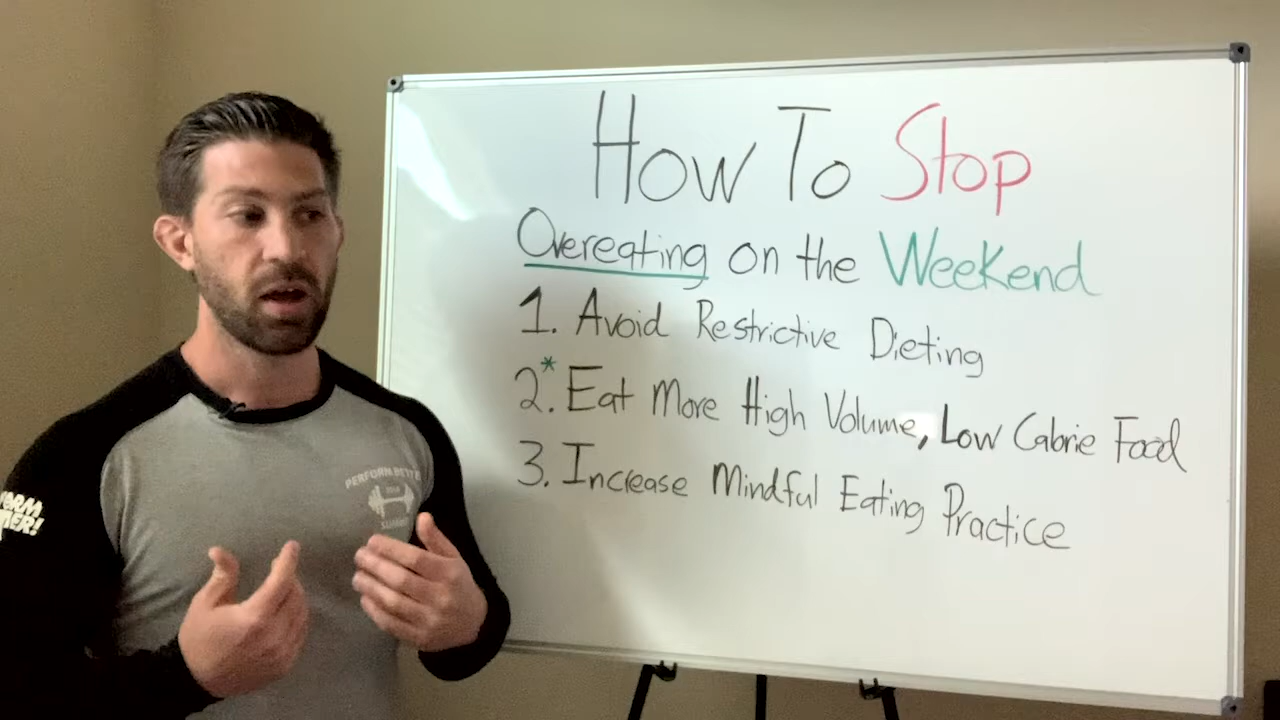 How To Stop
Overeating on the Weekend
1. Avoid Restrictive Dieting
2.* Eat More High Volume, Low Calorie Food
3. Increase Mindful Eating Practice
PERFORM BETTER